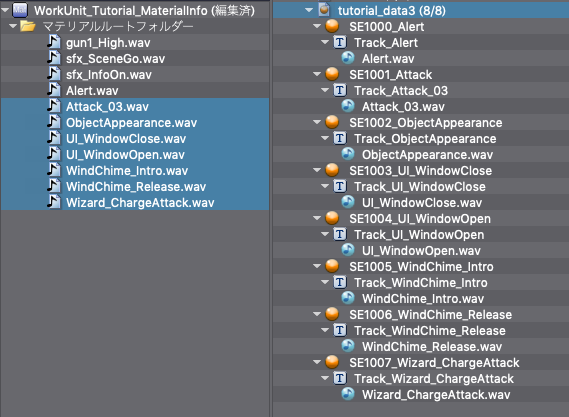 WorkUnit_Tutorial_MaterialInfo (編集済)
マテリアルルートフォルダー
gun1_High.wav
sfx_SceneGo.wav
sfx_InfoOn.wav
Alert.wav
Attack_03.wav
ObjectAppearance.wav
UI_WindowClose.wav
UI_WindowOpen.wav
WindChime_Intro.wav
WindChime_Release.wav
Wizard_ChargeAttack.wav
tutorial_data3 (8/8)
SE1000_Alert
T Track_Alert
Alert.wav
SE1001_Attack
T Track_Attack_03
Attack_03.wav
SE1002_ObjectAppearance
T Track_ObjectAppearance
ObjectAppearance.wav
SE1003_UI_WindowClose
T Track_UI_WindowClose
UI_WindowClose.wav
SE1004_UI_WindowOpen
T Track_UI_WindowOpen
UI_WindowOpen.wav
SE1005_WindChime_Intro
T Track_WindChime_Intro
WindChime_Intro.wav
SE1006_WindChime_Release
T Track_WindChime_Release
WindChime_Release.wav
SE1007_Wizard_ChargeAttack
T Track_Wizard_ChargeAttack
Wizard_ChargeAttack.wav